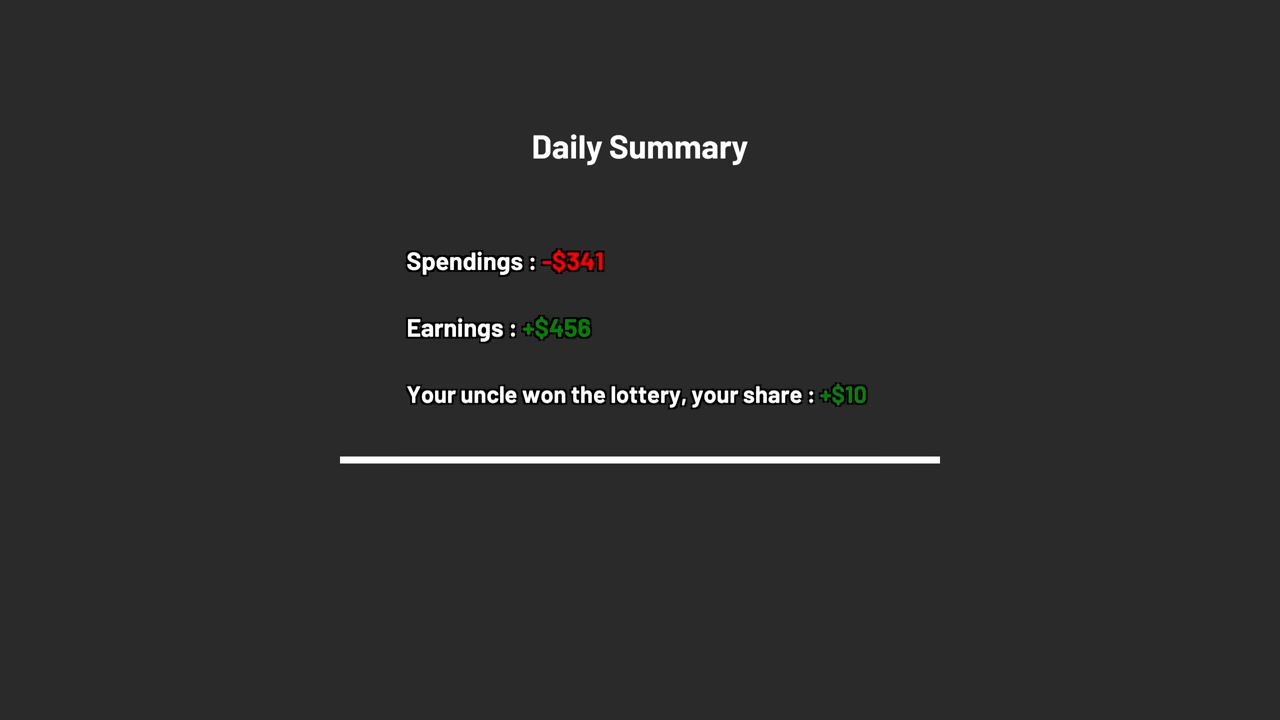 Daily Summary
Spendings : -$341
Earnings : +$456
Your uncle won the lottery, your share : +$10